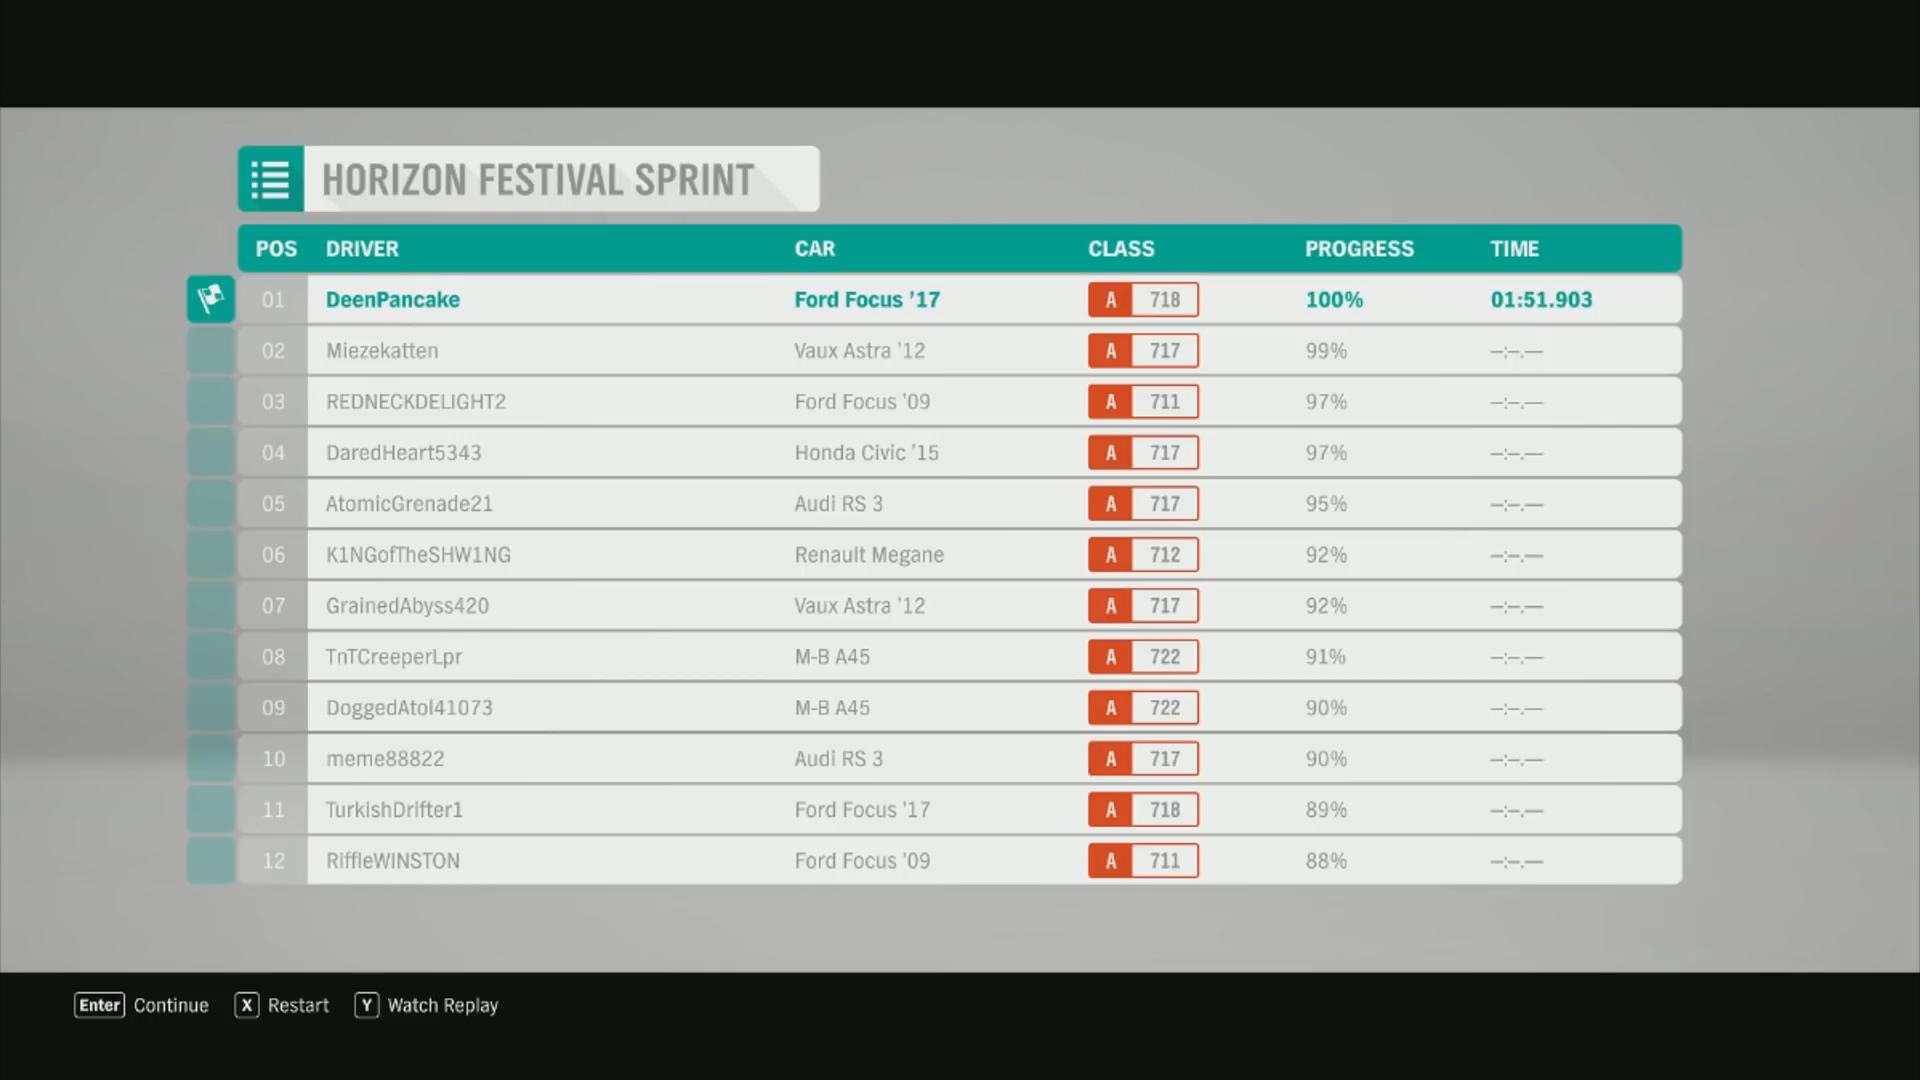 HORIZON FESTIVAL SPRINT
POS DRIVER CAR CLASS PROGRESS TIME
01 DeenPancake Ford Focus '17 A 718 100% 01:51.903
02 Miezekatten Vaux Astra '12 A 717 99% --:--.---
03 REDNECKDELIGHT2 Ford Focus '09 A 711 97% --:--.---
04 DaredHeart5343 Honda Civic '15 A 717 97% --:--.---
05 AtomicGrenade21 Audi RS 3 A 717 95% --:--.---
06 K1NGofTheSHW1NG Renault Megane A 712 92% --:--.---
07 GrainedAbyss420 Vaux Astra '12 A 717 92% --:--.---
08 TnTCreeperLpr M-B A45 A 722 91% --:--.---
09 DoggedAtol41073 M-B A45 A 722 90% --:--.---
10 meme88822 Audi RS 3 A 717 90% --:--.---
11 TurkishDrifter1 Ford Focus '17 A 718 89% --:--.---
12 RiffleWINSTON Ford Focus '09 A 711 88% --:--.---
Enter Continue X Restart Y Watch Replay